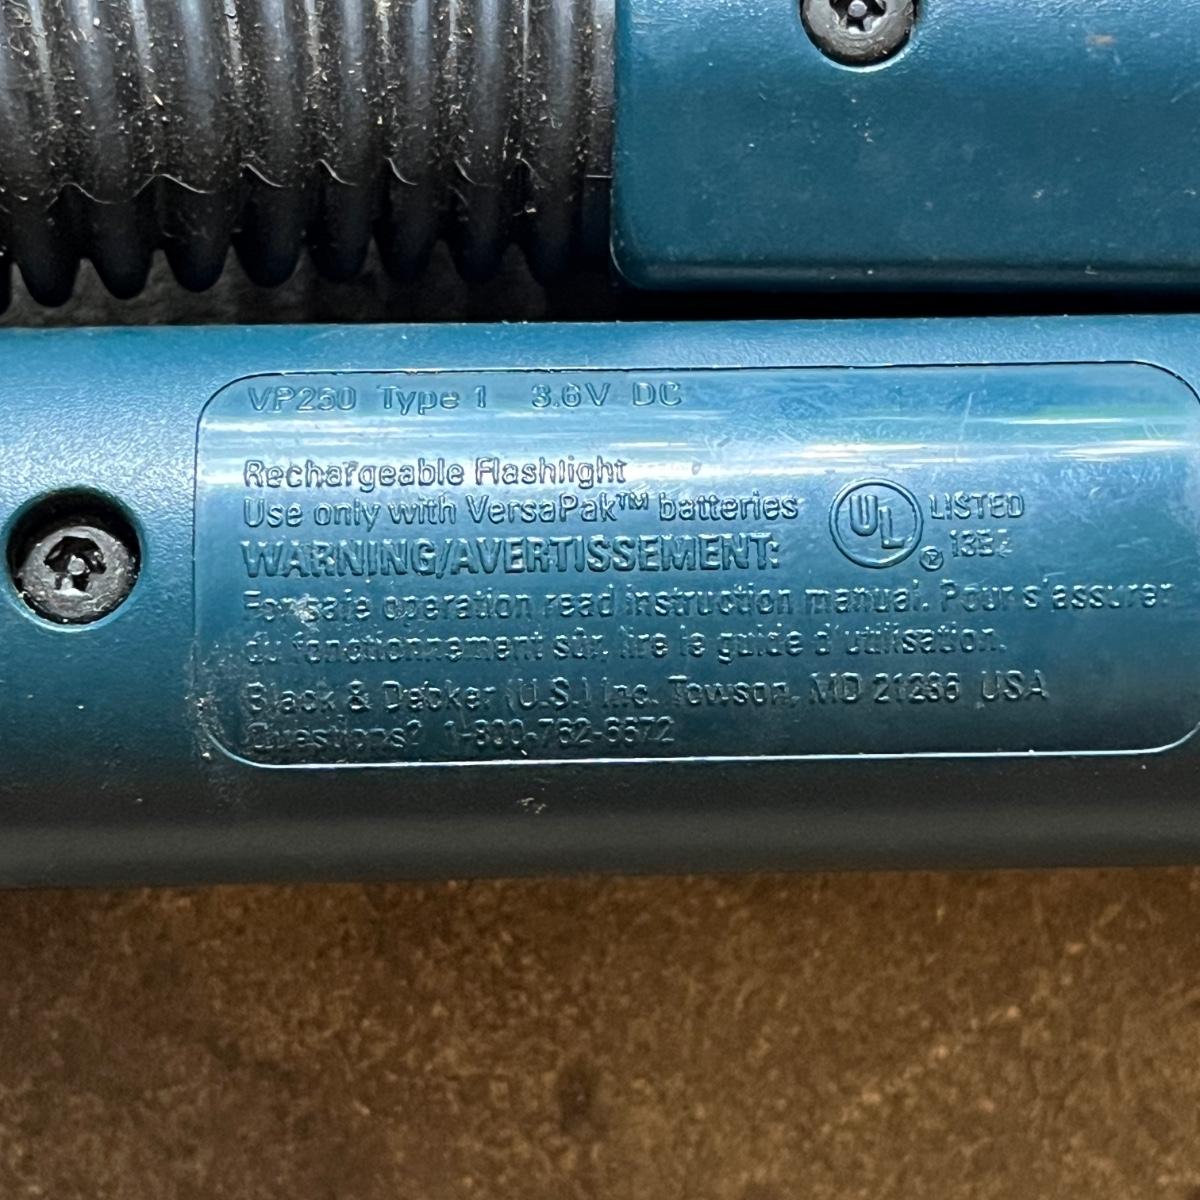 VP250 Type 1 3.6V DC
Rechargeable Flashlight
Use only with VersaPak™ batteries
UL LISTED
®
WARNING/AVERTISSEMENT:
For safe operation read instruction manual. Pour s'assurer
du fonctionnement sûr, lire le guide d'utilisation.
Black & Decker (U.S.) Inc. Towson, MD 21286 USA
Questions? 1-800-762-6672